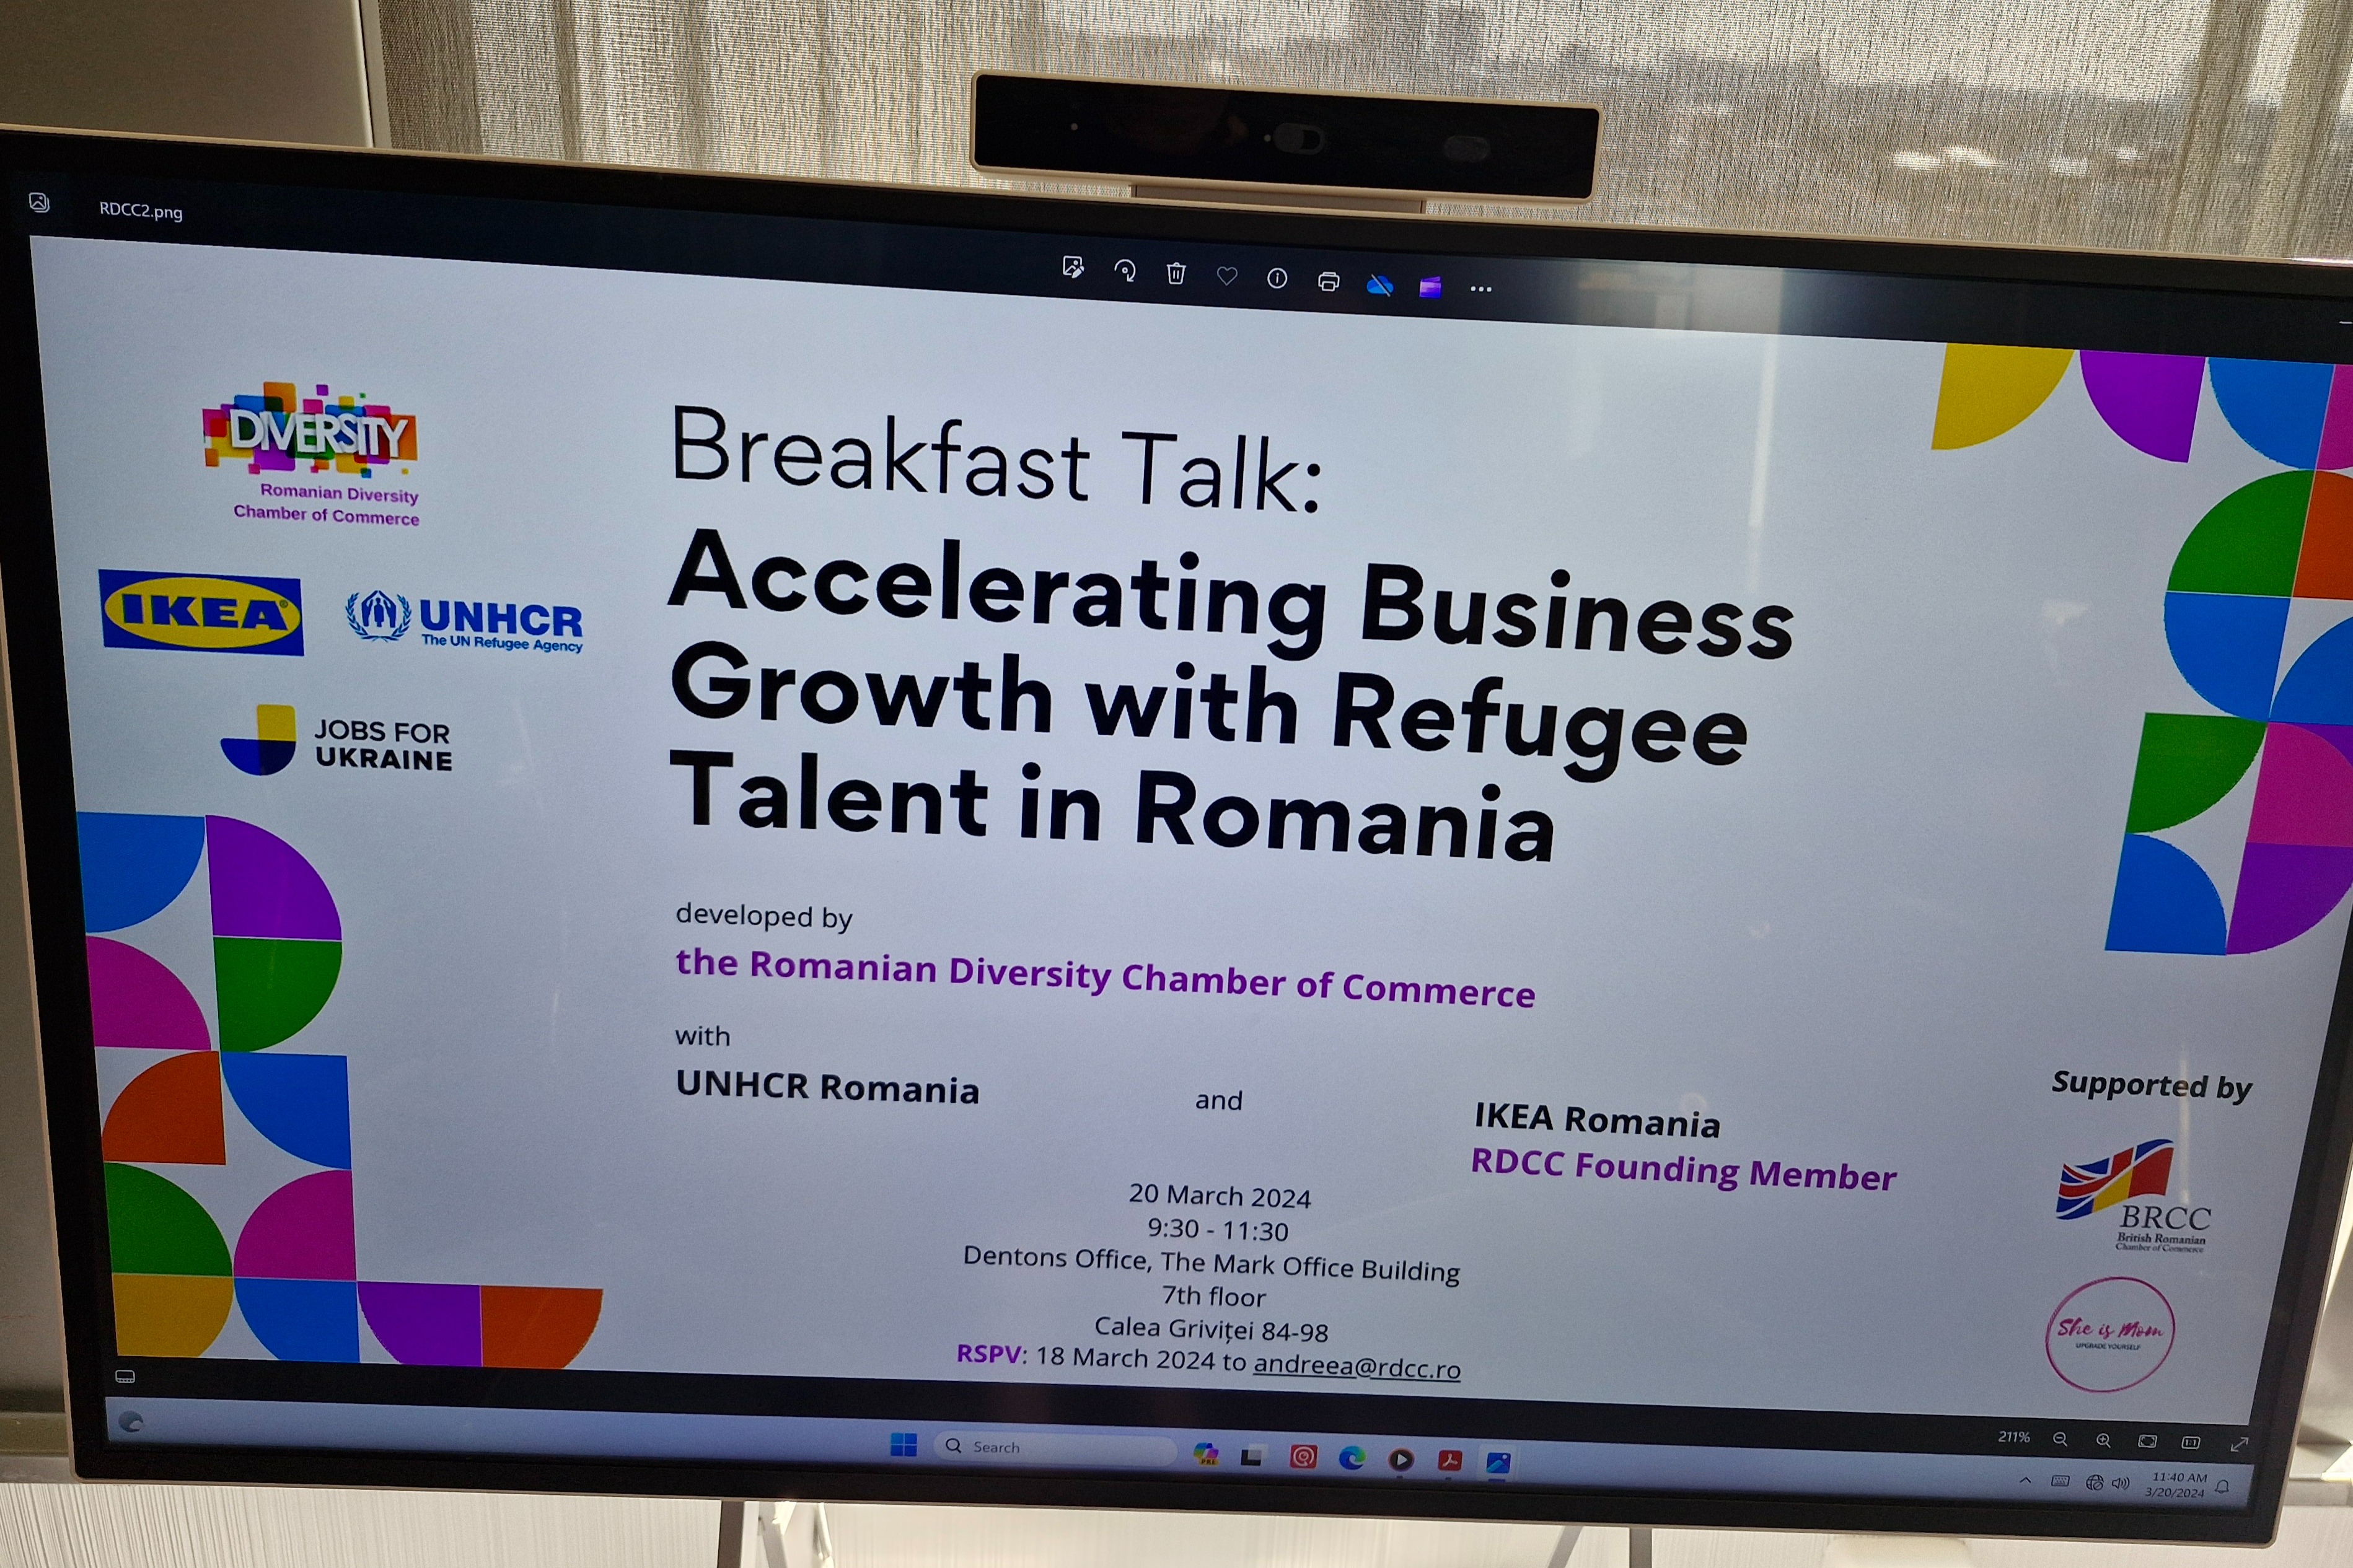 RDCC2.png
DIVERSITY
Romanian Diversity
Chamber of Commerce
IKEA®
UNHCR
The UN Refugee Agency
JOBS FOR
UKRAINE
Breakfast Talk:
Accelerating Business
Growth with Refugee
Talent in Romania
developed by
the Romanian Diversity Chamber of Commerce
with
UNHCR Romania
and
IKEA Romania
RDCC Founding Member
20 March 2024
9:30 - 11:30
Dentons Office, The Mark Office Building
7th floor
Calea Griviței 84-98
RSPV: 18 March 2024 to andreea@rdcc.ro
Supported by
BRCC
British Romanian
Chamber of Commerce
She is Mom
UPGRADE YOURSELF
211%
Search
PRE
11:40 AM
3/20/2024